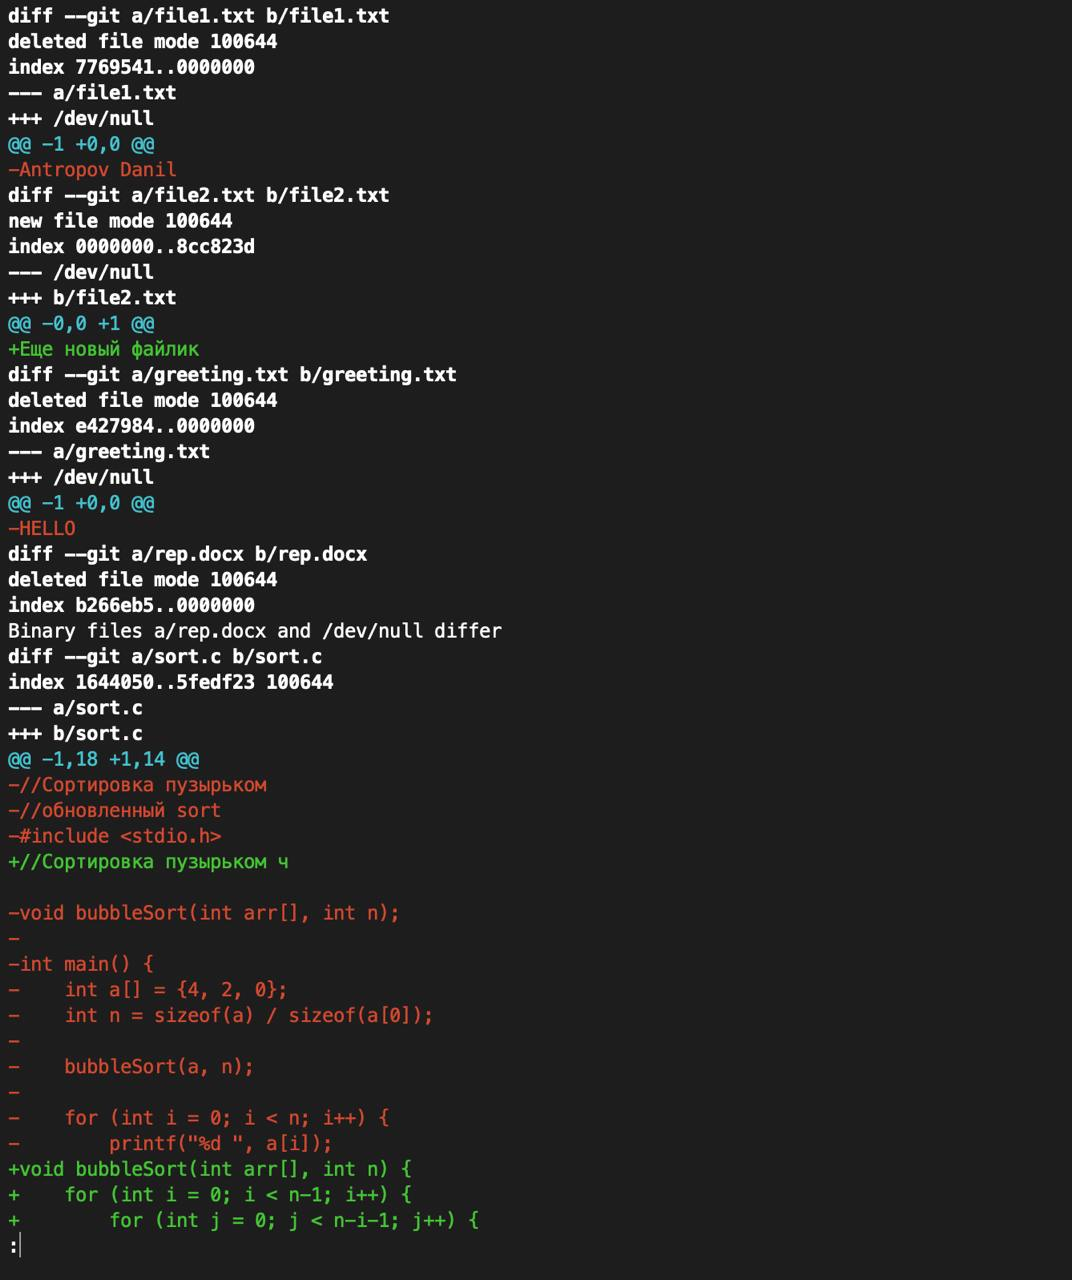 diff --git a/file1.txt b/file1.txt
deleted file mode 100644
index 7769541..0000000
--- a/file1.txt
+++ /dev/null
@@ -1 +0,0 @@
-Antropov Danil
diff --git a/file2.txt b/file2.txt
new file mode 100644
index 0000000..8cc823d
--- /dev/null
+++ b/file2.txt
@@ -0,0 +1 @@
+Еще новый файлик
diff --git a/greeting.txt b/greeting.txt
deleted file mode 100644
index e427984..0000000
--- a/greeting.txt
+++ /dev/null
@@ -1 +0,0 @@
-HELLO
diff --git a/rep.docx b/rep.docx
deleted file mode 100644
index b266eb5..0000000
Binary files a/rep.docx and /dev/null differ
diff --git a/sort.c b/sort.c
index 1644050..5fedf23 100644
--- a/sort.c
+++ b/sort.c
@@ -1,18 +1,14 @@
-//Сортировка пузырьком
-//обновленный sort
-#include <stdio.h>
+//Сортировка пузырьком ч

-void bubbleSort(int arr[], int n);
-
-int main() {
-    int a[] = {4, 2, 0};
-    int n = sizeof(a) / sizeof(a[0]);
-
-    bubbleSort(a, n);
-
-    for (int i = 0; i < n; i++) {
-        printf("%d ", a[i]);
+void bubbleSort(int arr[], int n) {
+    for (int i = 0; i < n-1; i++) {
+        for (int j = 0; j < n-i-1; j++) {
: